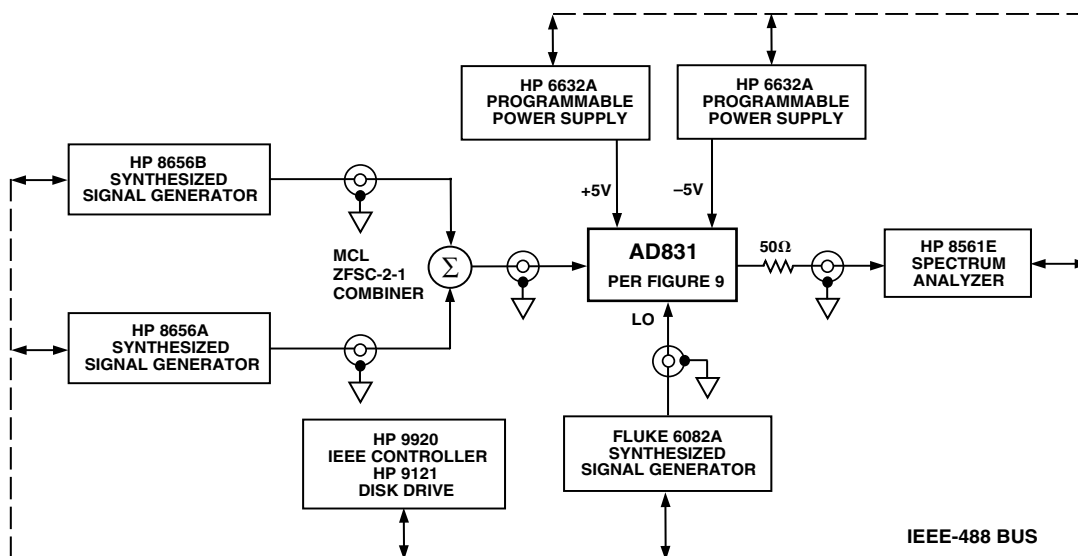 HP 6632A
PROGRAMMABLE
POWER SUPPLY
HP 6632A
PROGRAMMABLE
POWER SUPPLY
HP 8656B
SYNTHESIZED
SIGNAL GENERATOR
+5V
–5V
MCL
ZFSC-2-1
COMBINER
Σ
AD831
PER FIGURE 9
50Ω
HP 8561E
SPECTRUM
ANALYZER
LO
HP 8656A
SYNTHESIZED
SIGNAL GENERATOR
HP 9920
IEEE CONTROLLER
HP 9121
DISK DRIVE
FLUKE 6082A
SYNTHESIZED
SIGNAL GENERATOR
IEEE-488 BUS